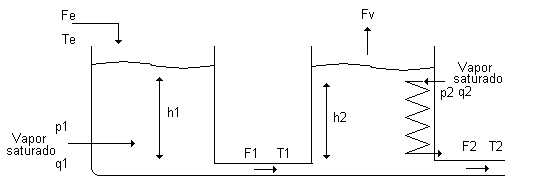 Fe
Te
Fv
Vapor
saturado
p2 q2
h1
h2
p1
Vapor
saturado
q1
F1 T1
F2 T2